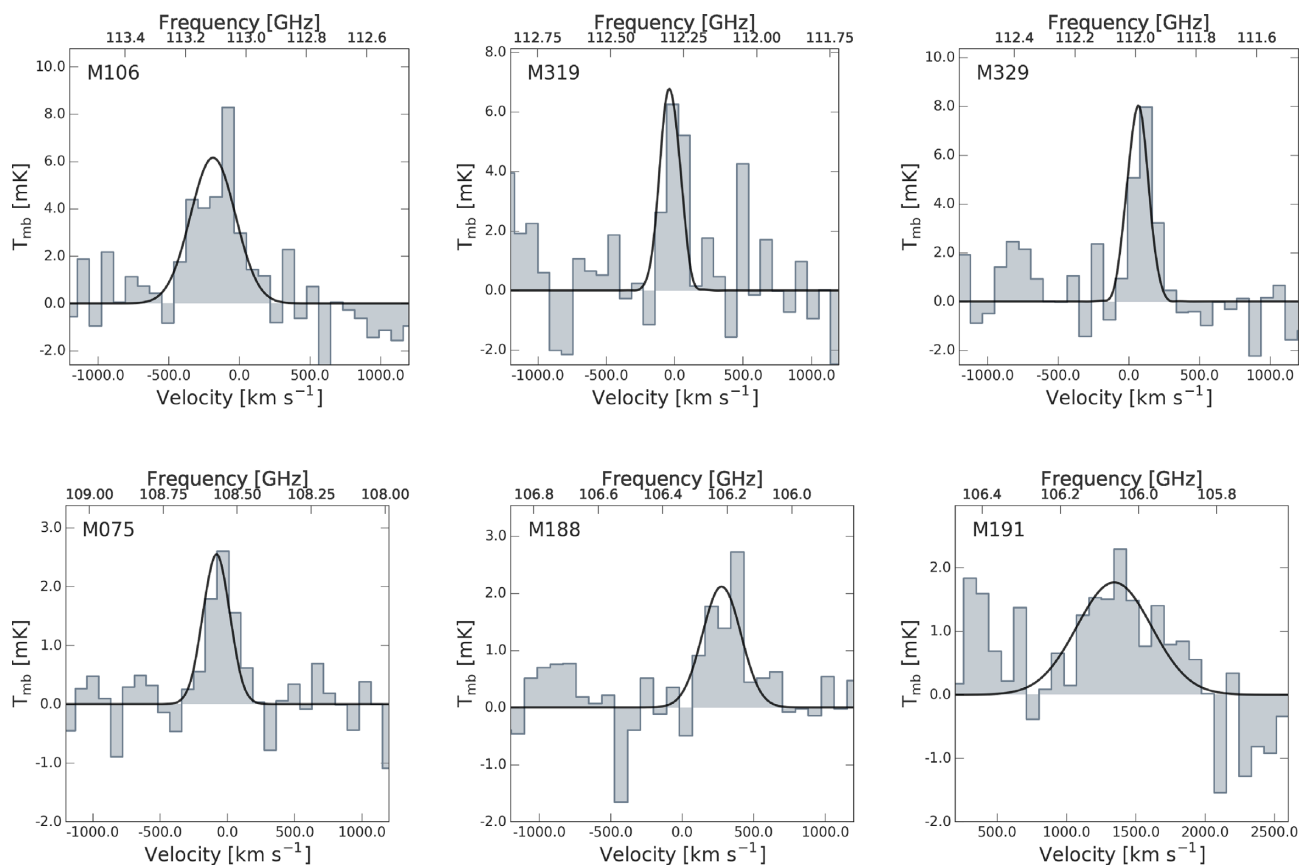 Frequency [GHz] Frequency [GHz] Frequency [GHz]
113.4 113.2 113.0 112.8 112.6 112.75 112.50 112.25 112.00 111.75 112.4 112.2 112.0 111.8 111.6
M106 M319 M329
10.0 8.0 6.0 4.0 2.0 0.0 -2.0
8.0 6.0 4.0 2.0 0.0 -2.0
10.0 8.0 6.0 4.0 2.0 0.0 -2.0
T_mb [mK] T_mb [mK] T_mb [mK]
-1000.0 -500.0 0.0 500.0 1000.0 -1000.0 -500.0 0.0 500.0 1000.0 -1000.0 -500.0 0.0 500.0 1000.0
Velocity [km s⁻¹] Velocity [km s⁻¹] Velocity [km s⁻¹]
Frequency [GHz] Frequency [GHz] Frequency [GHz]
109.00 108.75 108.50 108.25 108.00 106.8 106.6 106.4 106.2 106.0 106.4 106.2 106.0 105.8
M075 M188 M191
3.0 2.0 1.0 0.0 -1.0 -2.0
3.0 2.0 1.0 0.0 -1.0 -2.0
2.0 1.0 0.0 -1.0 -2.0
T_mb [mK] T_mb [mK] T_mb [mK]
-1000.0 -500.0 0.0 500.0 1000.0 -1000.0 -500.0 0.0 500.0 1000.0 500.0 1000.0 1500.0 2000.0 2500.0
Velocity [km s⁻¹] Velocity [km s⁻¹] Velocity [km s⁻¹]